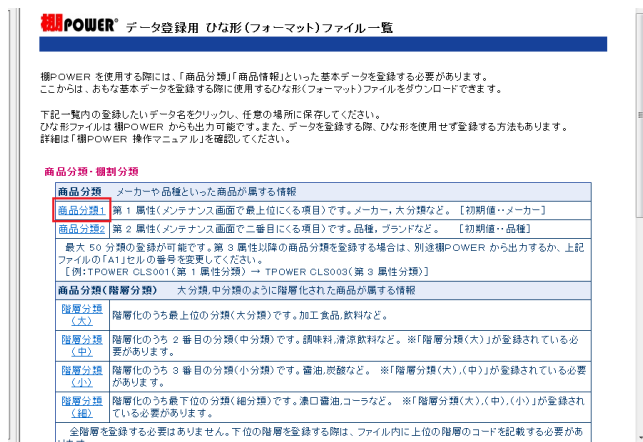 棚POWER® データ登録用 ひな形(フォーマット)ファイル一覧
棚POWER を使用する際には、「商品分類」「商品情報」といった基本データを登録する必要があります。
ここからは、おもな基本データを登録する際に使用するひな形(フォーマット)ファイルをダウンロードできます。
下記一覧内の登録したいデータ名をクリックし、任意の場所に保存してください。
ひな形ファイルは棚POWER からも出力可能です。また、データを登録する際、ひな形を使用せず登録する方法もあります。
詳細は「棚POWER 操作マニュアル」を確認してください。
商品分類・棚割分類
商品分類 メーカーや品種といった商品が属する情報
商品分類1 第 1 属性(メンテナンス画面で最上位にくる項目)です。メーカー,大分類など。 [初期値・・メーカー]
商品分類2 第 2 属性(メンテナンス画面で二番目にくる項目)です。品種,ブランドなど。 [初期値・・品種]
最大 50 分類の登録が可能です。第 3 属性以降の商品分類を登録する場合は、別途棚POWER から出力するか、上記
ファイルの「A1」セルの番号を変更してください。
[例:TPOWER CLS001(第 1 属性分類) → TPOWER CLS003(第 3 属性分類)]
商品分類(階層分類) 大分類,中分類のように階層化された商品が属する情報
階層分類
(大)
階層化のうち最上位の分類(大分類)です。加工食品,飲料など。
階層分類
(中)
階層化のうち 2 番目の分類(中分類)です。調味料,清涼飲料など。 ※「階層分類(大)」が登録されている必
要があります。
階層分類
(小)
階層化のうち 3 番目の分類(小分類)です。醤油,炭酸など。 ※「階層分類(大),(中)」が登録されている必要
があります。
階層分類
(細)
階層化のうち最下位の分類(細分類)です。濃口醤油,コーラなど。 ※「階層分類(大),(中),(小)」が登録され
ている必要があります。
全階層を登録する必要はありません。下位の階層を登録する際は、ファイル内に上位の階層のコードを記載する必要があ